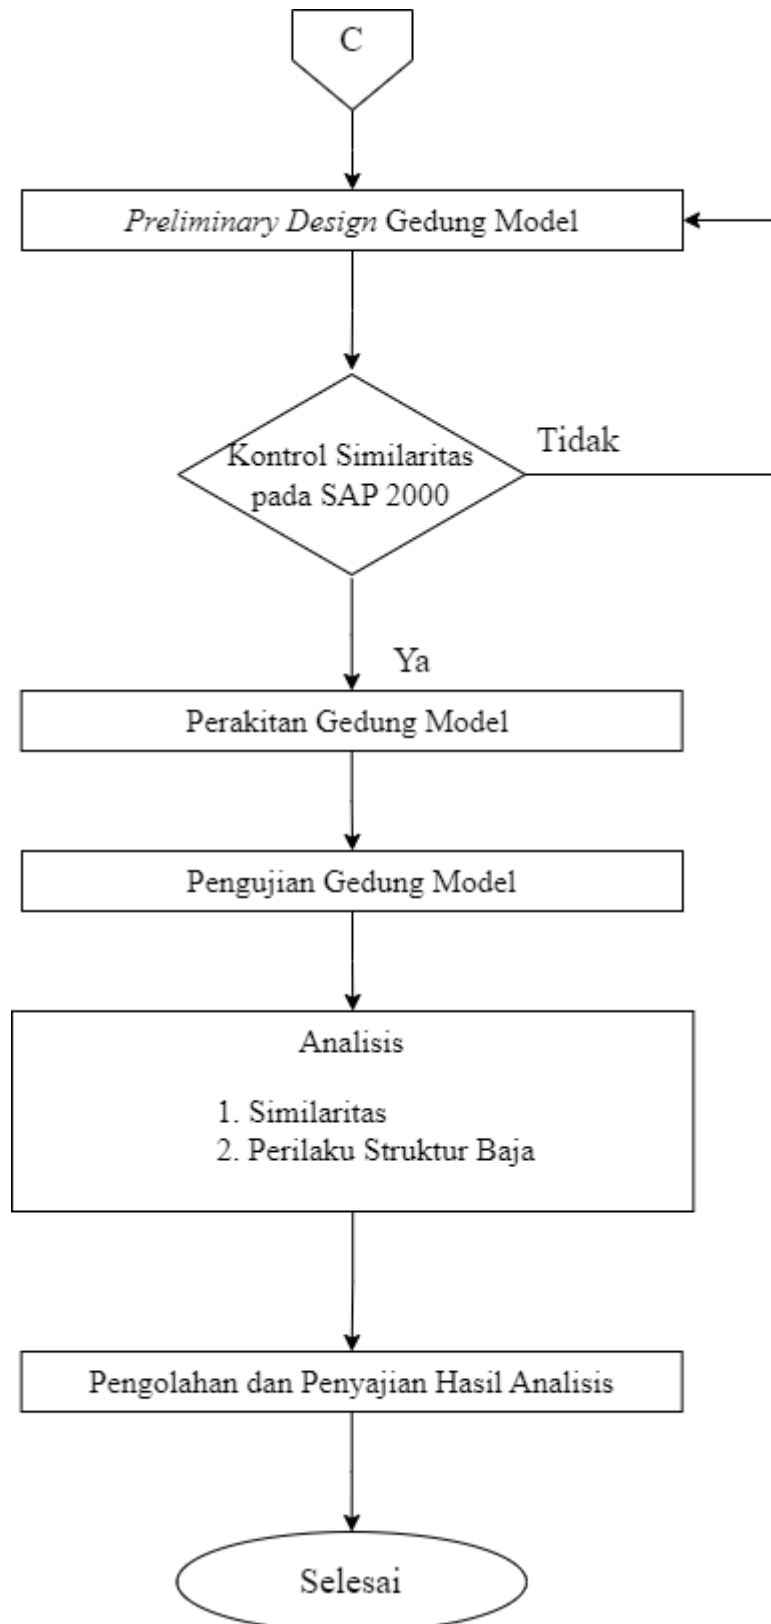 C
Preliminary Design Gedung Model
Kontrol Similaritas
pada SAP 2000
Tidak
Ya
Perakitan Gedung Model
Pengujian Gedung Model
Analisis
1. Similaritas
2. Perilaku Struktur Baja
Pengolahan dan Penyajian Hasil Analisis
Selesai